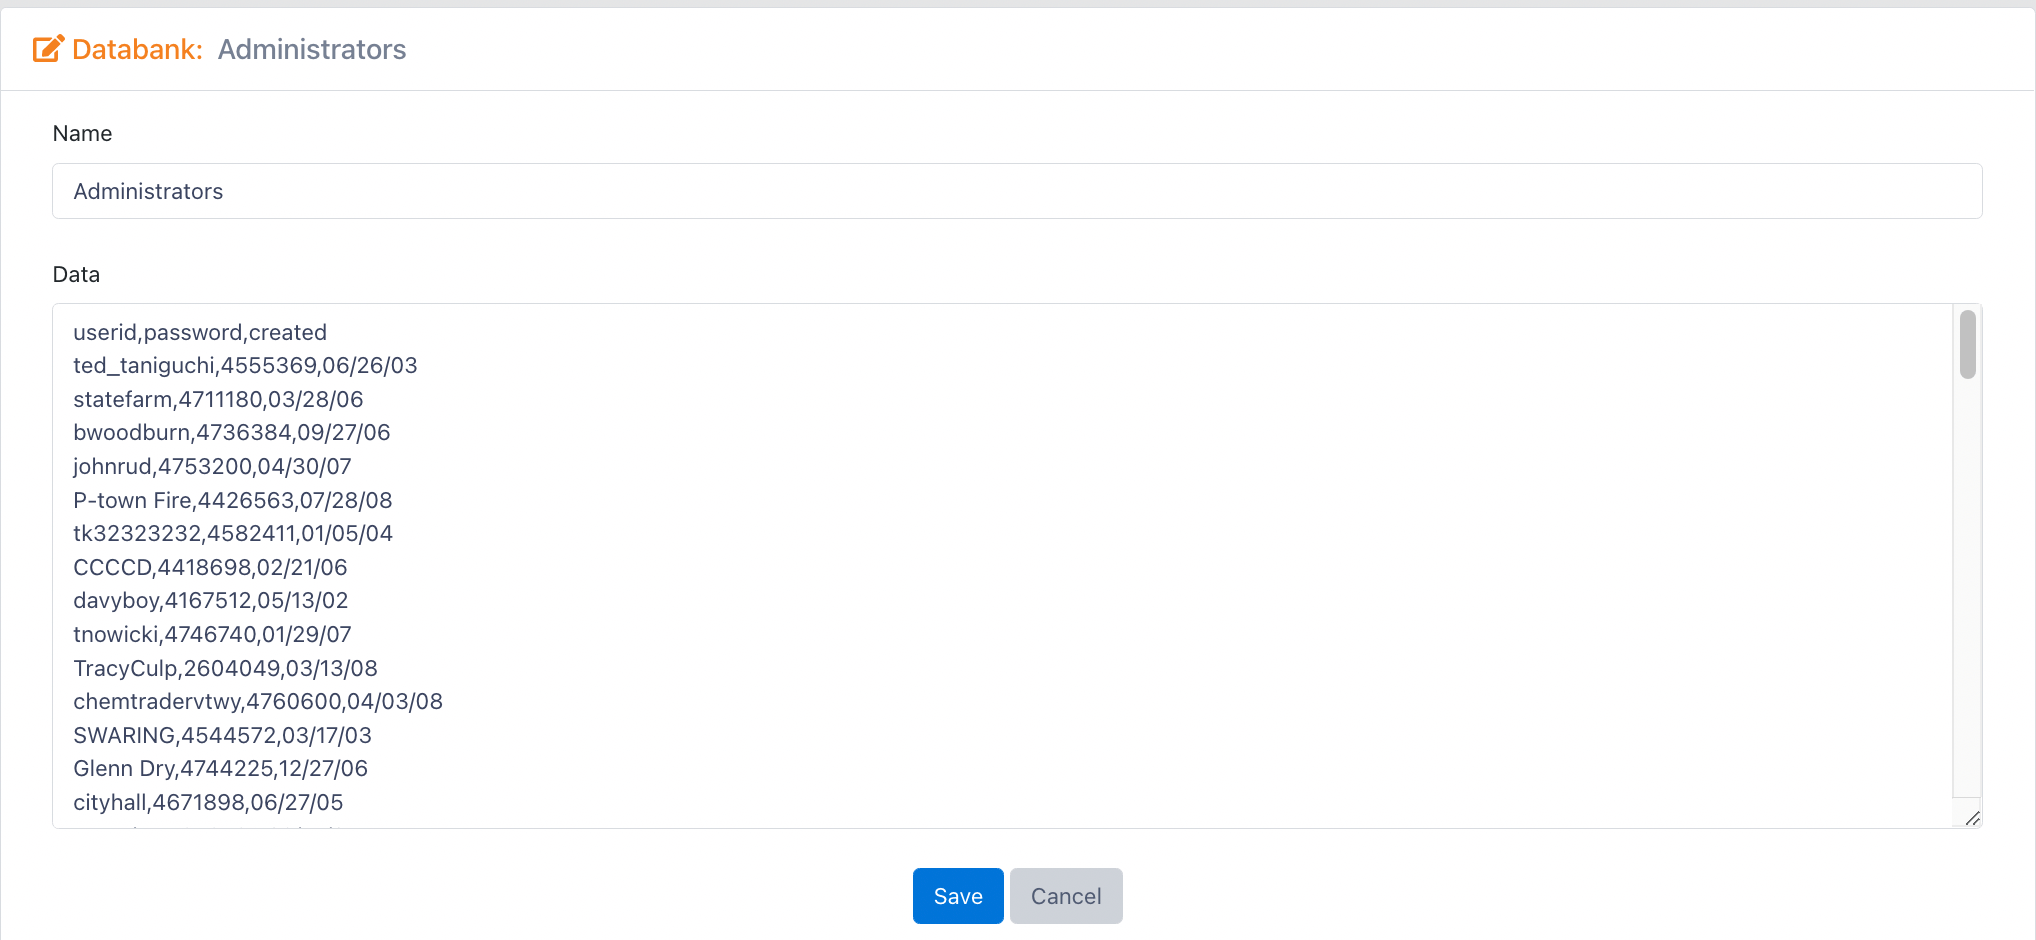 Databank: Administrators
Name
Administrators
Data
userid,password,created
ted_taniguchi,4555369,06/26/03
statefarm,4711180,03/28/06
bwoodburn,4736384,09/27/06
johnrud,4753200,04/30/07
P-town Fire,4426563,07/28/08
tk32323232,4582411,01/05/04
CCCCD,4418698,02/21/06
davyboy,4167512,05/13/02
tnowicki,4746740,01/29/07
TracyCulp,2604049,03/13/08
chemtradervtwy,4760600,04/03/08
SWARING,4544572,03/17/03
Glenn Dry,4744225,12/27/06
cityhall,4671898,06/27/05
Save Cancel